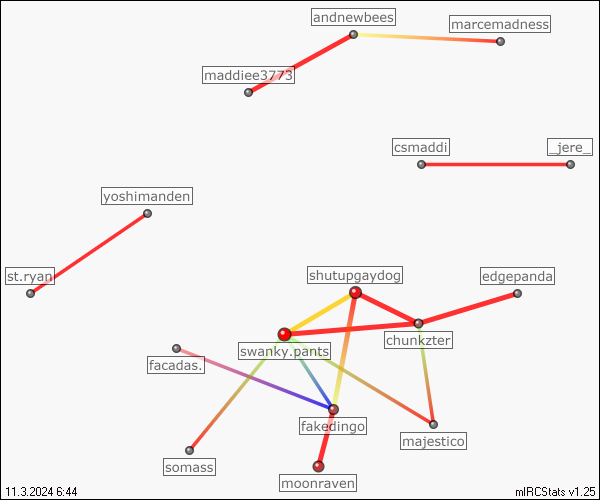 andnewbees
marcemadness
maddiee3773
csmaddi
_jere_
yoshimanden
st.ryan
shutupgaydog
edgepanda
chunkzter
swanky.pants
facadas.
fakedingo
majestico
somass
moonraven
11.3.2024 6:44
mIRCStats v1.25